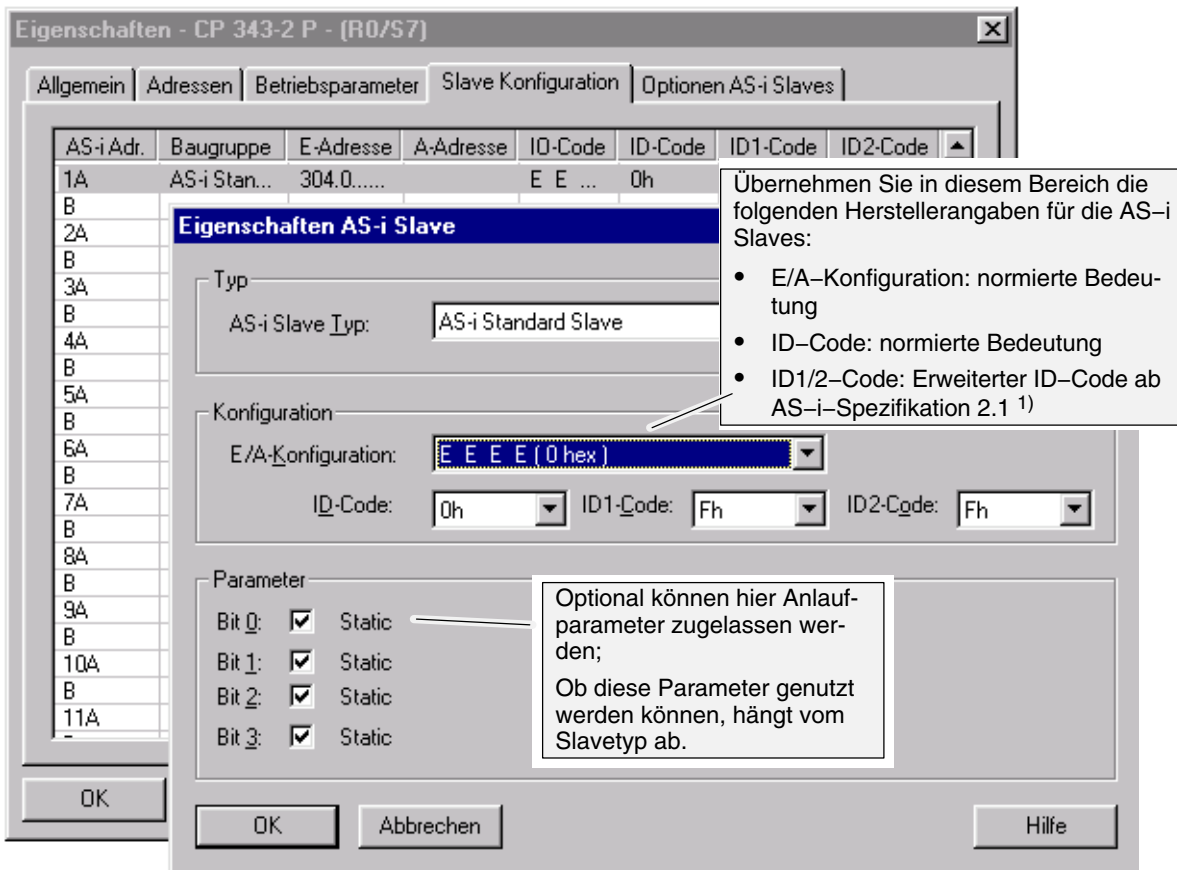 Eigenschaften - CP 343-2 P - (R0/S7)
Allgemein Adressen Betriebsparameter Slave Konfiguration Optionen AS-i Slaves
AS-i Adr. Baugruppe E-Adresse A-Adresse IO-Code ID-Code ID1-Code ID2-Code
1A AS-i Stan... 304.0...... E E ... 0h
B
2A
B
3A
B
4A
B
5A
B
6A
B
7A
B
8A
B
9A
B
10A
B
11A
OK
Übernehmen Sie in diesem Bereich die
folgenden Herstellerangaben für die AS–i
Slaves:
• E/A–Konfiguration: normierte Bedeu-
tung
• ID–Code: normierte Bedeutung
• ID1/2–Code: Erweiterter ID–Code ab
AS–i–Spezifikation 2.1 1)
Eigenschaften AS-i Slave
Typ
AS-i Slave Typ: AS-i Standard Slave
Konfiguration
E/A-Konfiguration: E E E E ( 0 hex )
ID-Code: 0h ID1-Code: Fh ID2-Code: Fh
Parameter
Bit 0: Static
Bit 1: Static
Bit 2: Static
Bit 3: Static
Optional können hier Anlauf-
parameter zugelassen wer-
den;
Ob diese Parameter genutzt
werden können, hängt vom
Slavetyp ab.
OK Abbrechen Hilfe